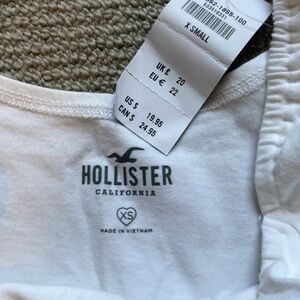 X SMALL
UK £ 20
EU € 22
US $ 19.95
CAN $ 24.95
HOLLISTER
CALIFORNIA
XS
MADE IN VIETNAM